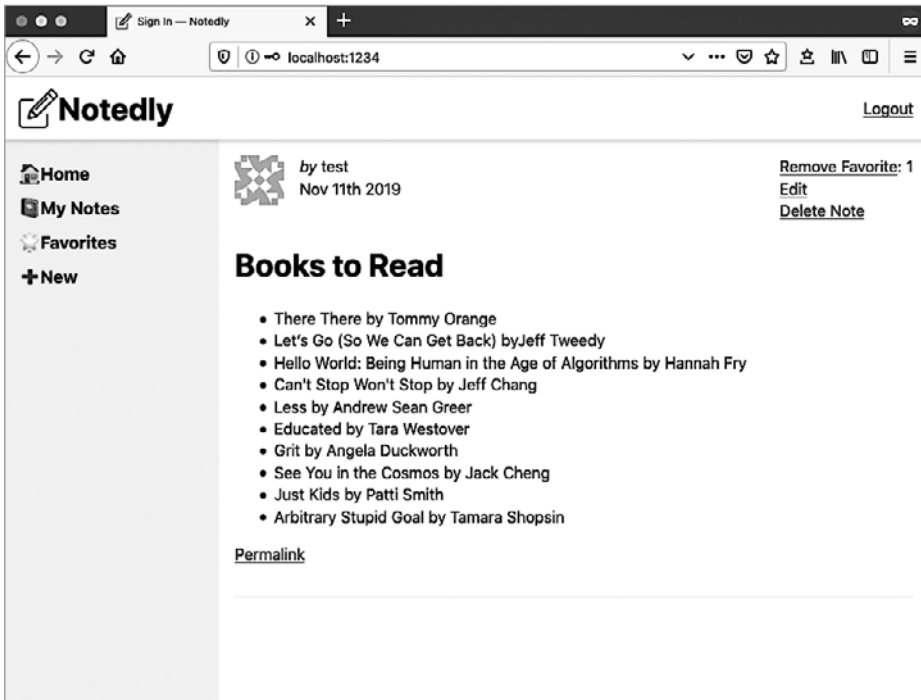 Sign In — Notedly
localhost:1234
Notedly
Logout
Home
My Notes
Favorites
New
by test
Nov 11th 2019
Remove Favorite: 1
Edit
Delete Note
Books to Read
• There There by Tommy Orange
• Let's Go (So We Can Get Back) byJeff Tweedy
• Hello World: Being Human in the Age of Algorithms by Hannah Fry
• Can't Stop Won't Stop by Jeff Chang
• Less by Andrew Sean Greer
• Educated by Tara Westover
• Grit by Angela Duckworth
• See You in the Cosmos by Jack Cheng
• Just Kids by Patti Smith
• Arbitrary Stupid Goal by Tamara Shopsin
Permalink